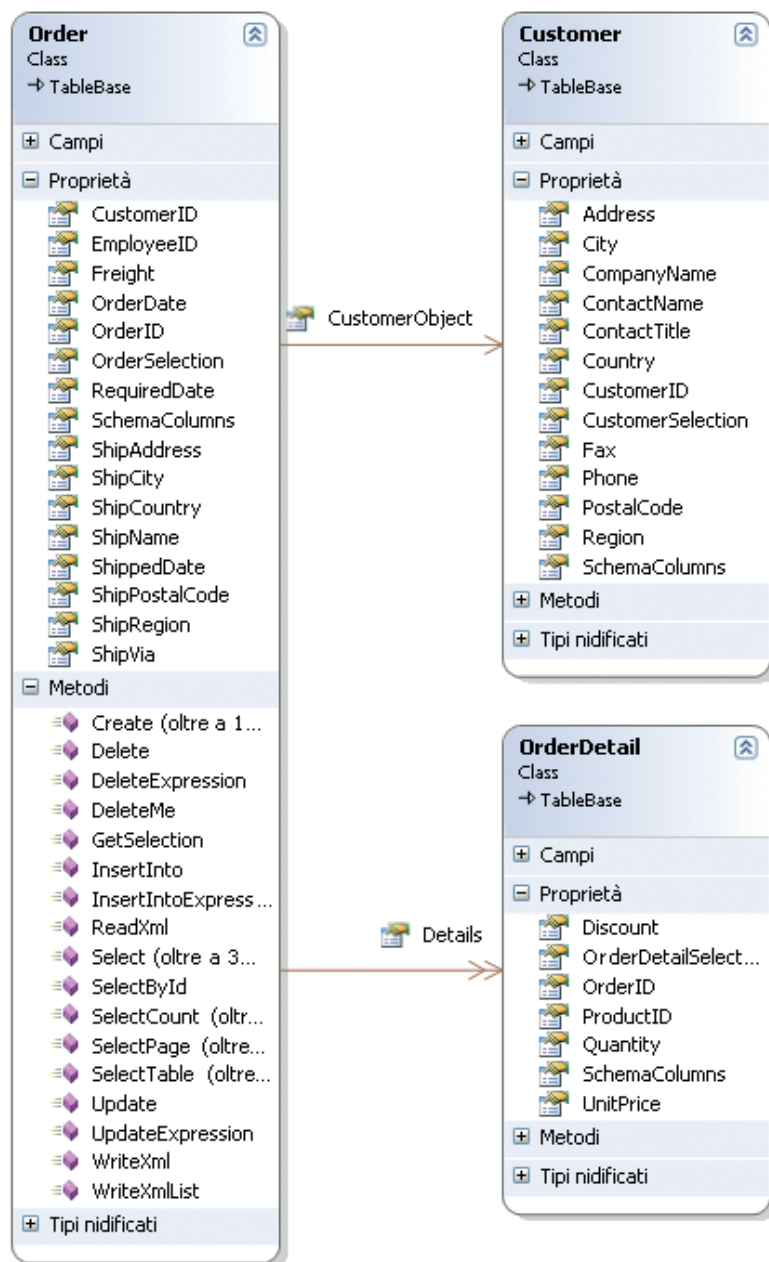 Order
Class
TableBase
Campi
Proprietà
CustomerID
EmployeeID
Freight
OrderDate
OrderID
OrderSelection
RequiredDate
SchemaColumns
ShipAddress
ShipCity
ShipCountry
ShipName
ShippedDate
ShipPostalCode
ShipRegion
ShipVia
Metodi
Create (oltre a 1...
Delete
DeleteExpression
DeleteMe
GetSelection
InsertInto
InsertIntoExpress...
ReadXml
Select (oltre a 3...
SelectById
SelectCount (oltr...
SelectPage (oltre...
SelectTable (oltre...
Update
UpdateExpression
WriteXml
WriteXmlList
Tipi nidificati
CustomerObject
Customer
Class
TableBase
Campi
Proprietà
Address
City
CompanyName
ContactName
ContactTitle
Country
CustomerID
CustomerSelection
Fax
Phone
PostalCode
Region
SchemaColumns
Metodi
Tipi nidificati
Details
OrderDetail
Class
TableBase
Campi
Proprietà
Discount
OrderDetailSelect...
OrderID
ProductID
Quantity
SchemaColumns
UnitPrice
Metodi
Tipi nidificati